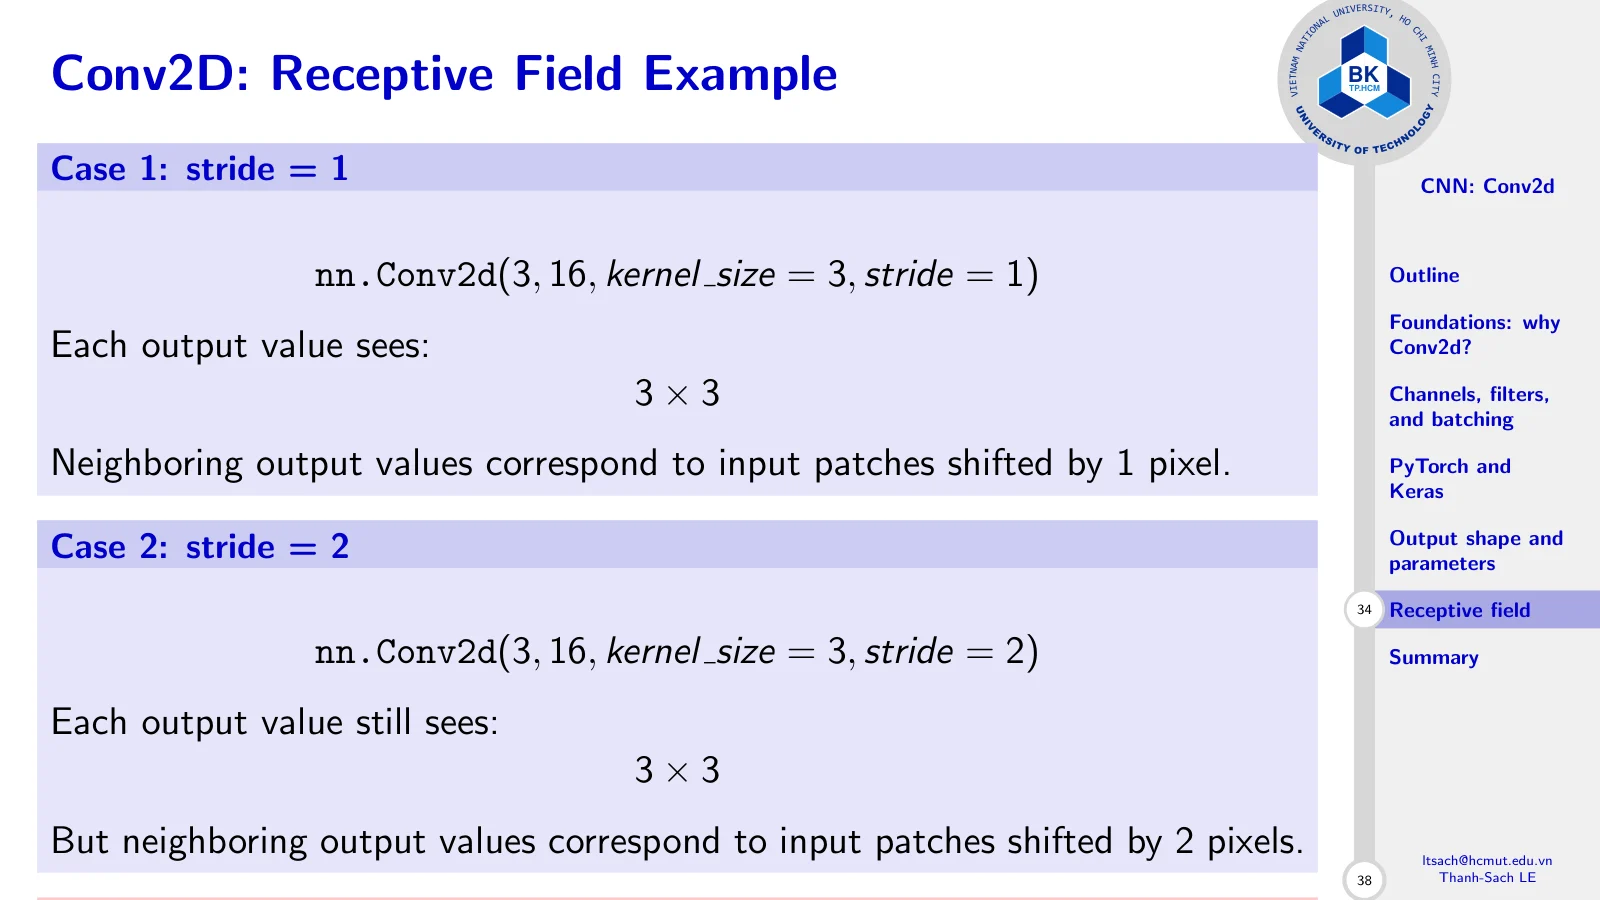 Conv2D: Receptive Field Example
Case 1: stride = 1
nn.Conv2d(3, 16, kernel_size = 3, stride = 1)
Each output value sees:
3 × 3
Neighboring output values correspond to input patches shifted by 1 pixel.
Case 2: stride = 2
nn.Conv2d(3, 16, kernel_size = 3, stride = 2)
Each output value still sees:
3 × 3
But neighboring output values correspond to input patches shifted by 2 pixels.
VIETNAM NATIONAL UNIVERSITY, HO CHI MINH CITY
BK
TP.HCM
UNIVERSITY OF TECHNOLOGY
CNN: Conv2d
Outline
Foundations: why
Conv2d?
Channels, filters,
and batching
PyTorch and
Keras
Output shape and
parameters
34
Receptive field
Summary
ltsach@hcmut.edu.vn
Thanh-Sach LE
38